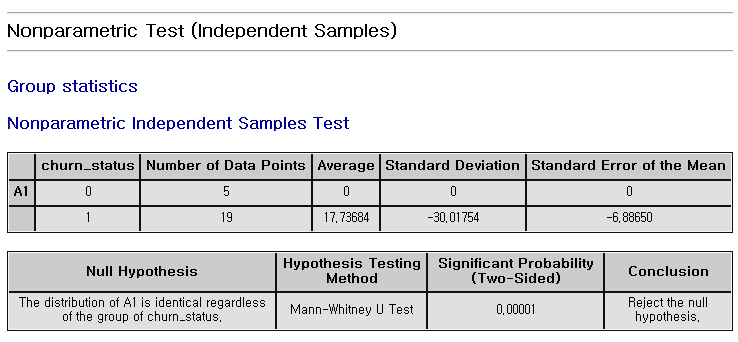 Nonparametric Test (Independent Samples)
Group statistics
Nonparametric Independent Samples Test
churn_status Number of Data Points Average Standard Deviation Standard Error of the Mean
A1 0 5 0 0 0
1 19 17,73684 -30,01754 -6,88650
Null Hypothesis Hypothesis Testing Method Significant Probability (Two-Sided) Conclusion
The distribution of A1 is identical regardless of the group of churn_status, Mann-Whitney U Test 0,00001 Reject the null hypothesis,